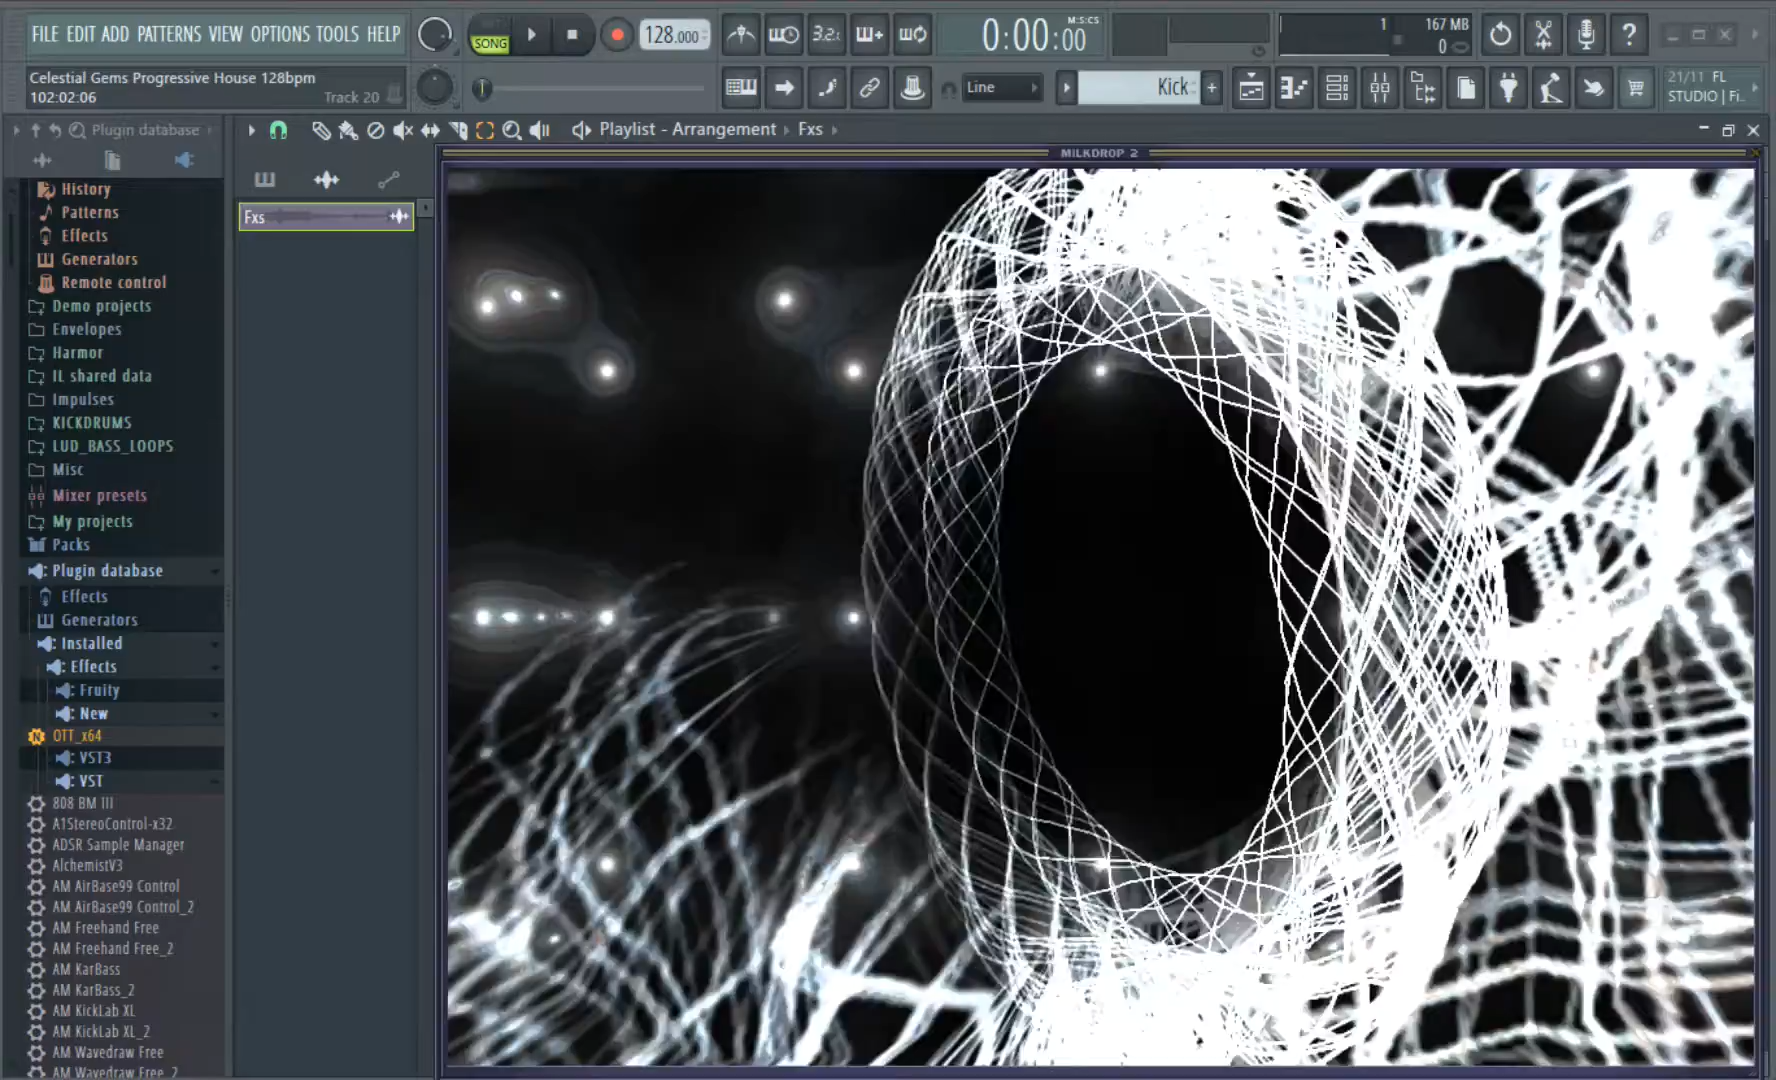 FILE EDIT ADD PATTERNS VIEW OPTIONS TOOLS HELP
SONG
128.000
3.2:
0:00:00
M:S:CS
1
167 MB
0
?
Celestial Gems Progressive House 128bpm
102:02:06
Track 20
Line
Kick
+
21/11 FL
STUDIO | Fi..
Plugin database
Playlist - Arrangement
Fxs
MILKDROP 2
Fxs
History
Patterns
Effects
Generators
Remote control
Demo projects
Envelopes
Harmor
IL shared data
Impulses
KICKDRUMS
LUD_BASS_LOOPS
Misc
Mixer presets
My projects
Packs
Plugin database
Effects
Generators
Installed
Effects
Fruity
New
N
OTT_x64
VST3
VST
808 BM III
A1StereoControl-x32
ADSR Sample Manager
AlchemistV3
AM AirBase99 Control
AM AirBase99 Control_2
AM Freehand Free
AM Freehand Free_2
AM KarBass
AM KarBass_2
AM KickLab XL
AM KickLab XL_2
AM Wavedraw Free
AM Wavedraw Free_2